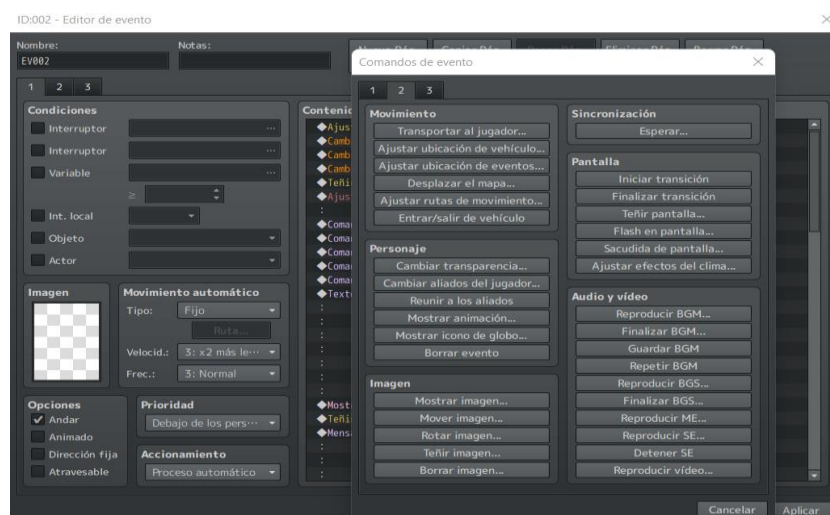 ID:002 - Editor de evento
Nombre:
Notas:
EV002
Comandos de evento
1 2 3
Condiciones
Interruptor
Interruptor
Variable
≥
Int. local
Objeto
Actor
Imagen
Movimiento automático
Tipo: Fijo
Ruta...
Velocid.: 3: x2 más le...
Frec.: 3: Normal
Opciones
Andar
Animado
Dirección fija
Atravesable
Prioridad
Debajo de los pers...
Accionamiento
Proceso automático
1 2 3
Movimiento
Transportar al jugador...
Ajustar ubicación de vehículo...
Ajustar ubicación de eventos...
Desplazar el mapa...
Ajustar rutas de movimiento...
Entrar/salir de vehículo
Personaje
Cambiar transparencia...
Cambiar aliados del jugador...
Reunir a los aliados
Mostrar animación...
Mostrar icono de globo...
Borrar evento
Imagen
Mostrar imagen...
Mover imagen...
Rotar imagen...
Teñir imagen...
Borrar imagen...
Sincronización
Esperar...
Pantalla
Iniciar transición
Finalizar transición
Teñir pantalla...
Flash en pantalla...
Sacudida de pantalla...
Ajustar efectos del clima...
Audio y vídeo
Reproducir BGM...
Finalizar BGM...
Guardar BGM
Repetir BGM
Reproducir BGS...
Finalizar BGS...
Reproducir ME...
Reproducir SE...
Detener SE
Reproducir vídeo...
Cancelar
Aplicar